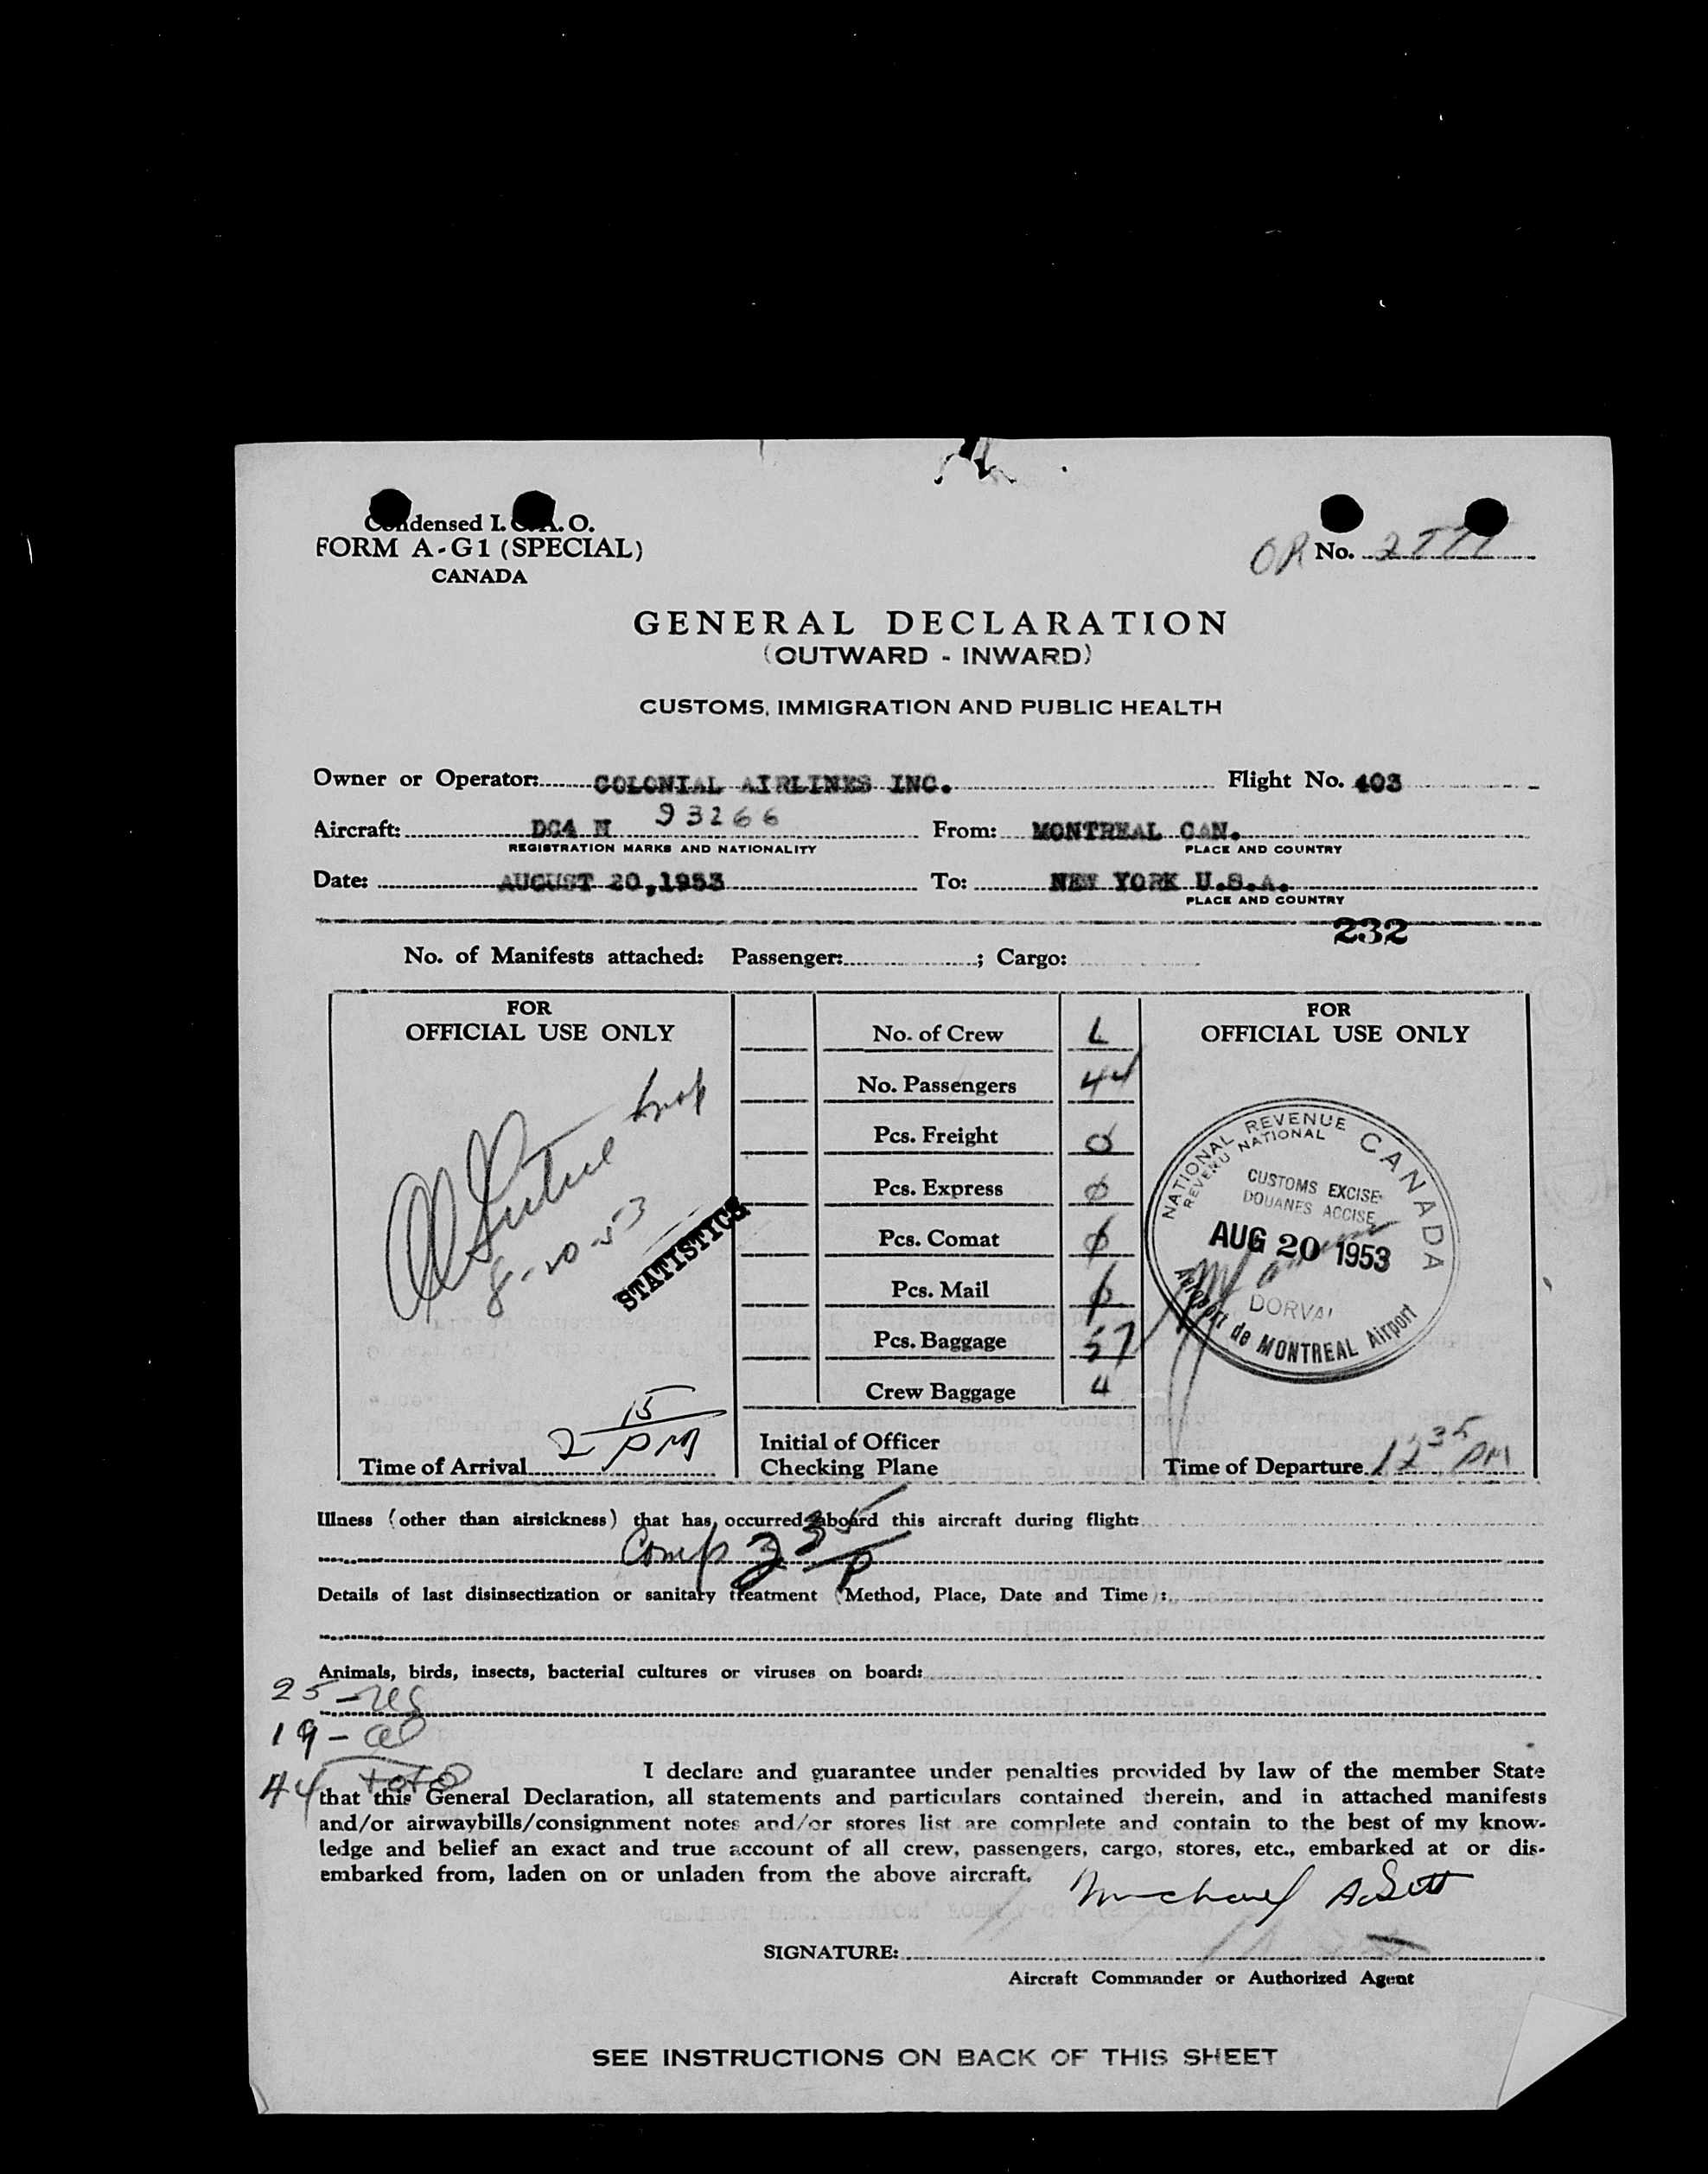 Condensed I.C.A.O.
FORM A-G1 (SPECIAL)
CANADA
OR No.
GENERAL DECLARATION
(OUTWARD - INWARD)
CUSTOMS, IMMIGRATION AND PUBLIC HEALTH
Owner or Operator: COLONIAL AIRLINES INC. Flight No. 403
Aircraft: DC4 N 93266 From: MONTREAL CAN.
REGISTRATION MARKS AND NATIONALITY PLACE AND COUNTRY
Date: AUGUST 20,1953 To: NEW YORK U.S.A.
PLACE AND COUNTRY
232
No. of Manifests attached: Passenger: ; Cargo:
FOR
OFFICIAL USE ONLY
8-20-53
STATISTICS
2 15 PM
Time of Arrival
No. of Crew
No. Passengers 44
Pcs. Freight 0
Pcs. Express 0
Pcs. Comat 0
Pcs. Mail 0
Pcs. Baggage 57
Crew Baggage 4
Initial of Officer
Checking Plane
FOR
OFFICIAL USE ONLY
NATIONAL REVENUE CANADA
REVENU NATIONAL
CUSTOMS EXCISE
DOUANES ACCISE
AUG 20 1953
DORVAL
Aéroport de MONTREAL Airport
Time of Departure 12 35 PM
Illness (other than airsickness) that has occurred aboard this aircraft during flight:
Comp 2 35 P
Details of last disinsectization or sanitary treatment (Method, Place, Date and Time):
Animals, birds, insects, bacterial cultures or viruses on board:
25 -
19 -
44 total
I declare and guarantee under penalties provided by law of the member State
that this General Declaration, all statements and particulars contained therein, and in attached manifests
and/or airwaybills/consignment notes and/or stores list are complete and contain to the best of my know-
ledge and belief an exact and true account of all crew, passengers, cargo, stores, etc., embarked at or dis-
embarked from, laden on or unladen from the above aircraft.
Michael
SIGNATURE:
Aircraft Commander or Authorized Agent
SEE INSTRUCTIONS ON BACK OF THIS SHEET